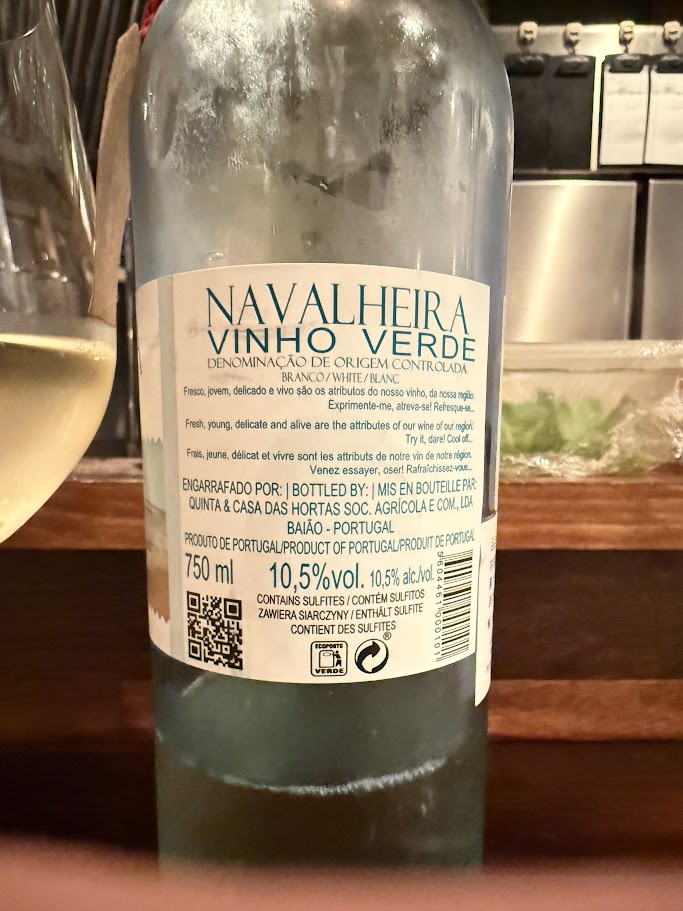 NAVALHEIRA
VINHO VERDE
DENOMINAÇÃO DE ORIGEM CONTROLADA
BRANCO/WHITE/BLANC
Fresco, jovem, delicado e vivo são os atributos do nosso vinho, da nossa região.
Exprimente-me, atreva-se! Refresque-se...
Fresh, young, delicate and alive are the attributes of our wine of our region.
Try it, dare! Cool off...
Frais, jeune, délicat et vivre sont les attributs de notre vin de notre région.
Venez essayer, oser! Rafraîchissez-vous...
ENGARRAFADO POR: | BOTTLED BY: | MIS EN BOUTEILLE PAR:
QUINTA & CASA DAS HORTAS SOC. AGRÍCOLA E COM., LDA
BAIÃO - PORTUGAL
PRODUTO DE PORTUGAL/PRODUCT OF PORTUGAL/PRODUIT DE PORTUGAL
750 ml 10,5%vol. 10,5% alc./vol.
CONTAINS SULFITES / CONTÉM SULFITOS
ZAWIERA SIARCZYNY / ENTHÄLT SULFITE
CONTIENT DES SULFITES
ECOPONTO
VERDE
®
5604461000101